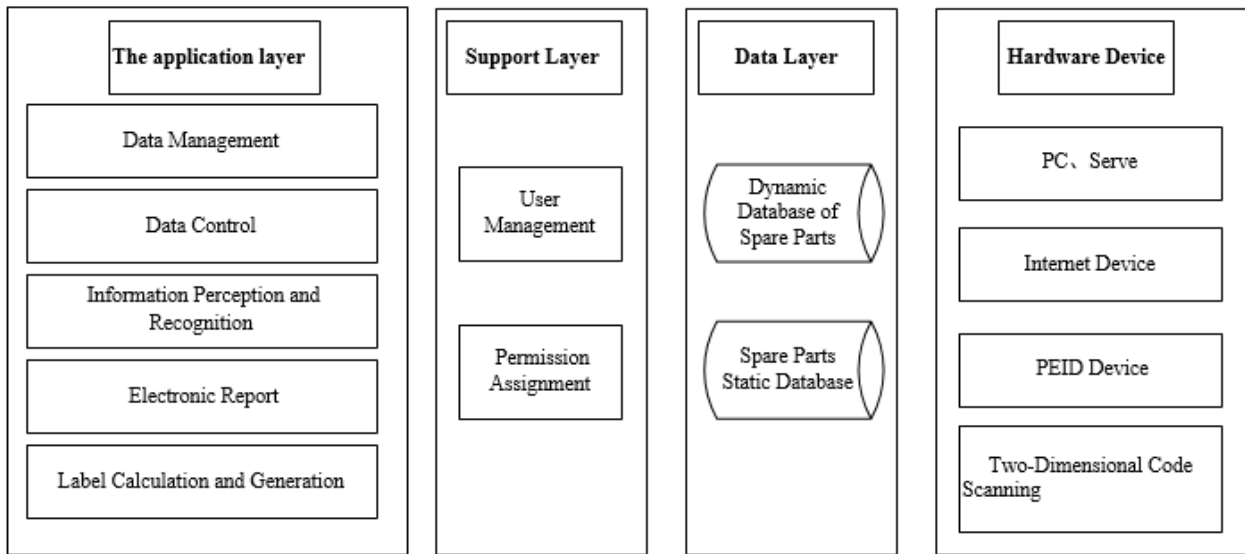 The application layer
Data Management
Data Control
Information Perception and
Recognition
Electronic Report
Label Calculation and Generation
Support Layer
User
Management
Permission
Assignment
Data Layer
Dynamic
Database of
Spare Parts
Spare Parts
Static Database
Hardware Device
PC、Serve
Internet Device
PEID Device
Two-Dimensional Code
Scanning